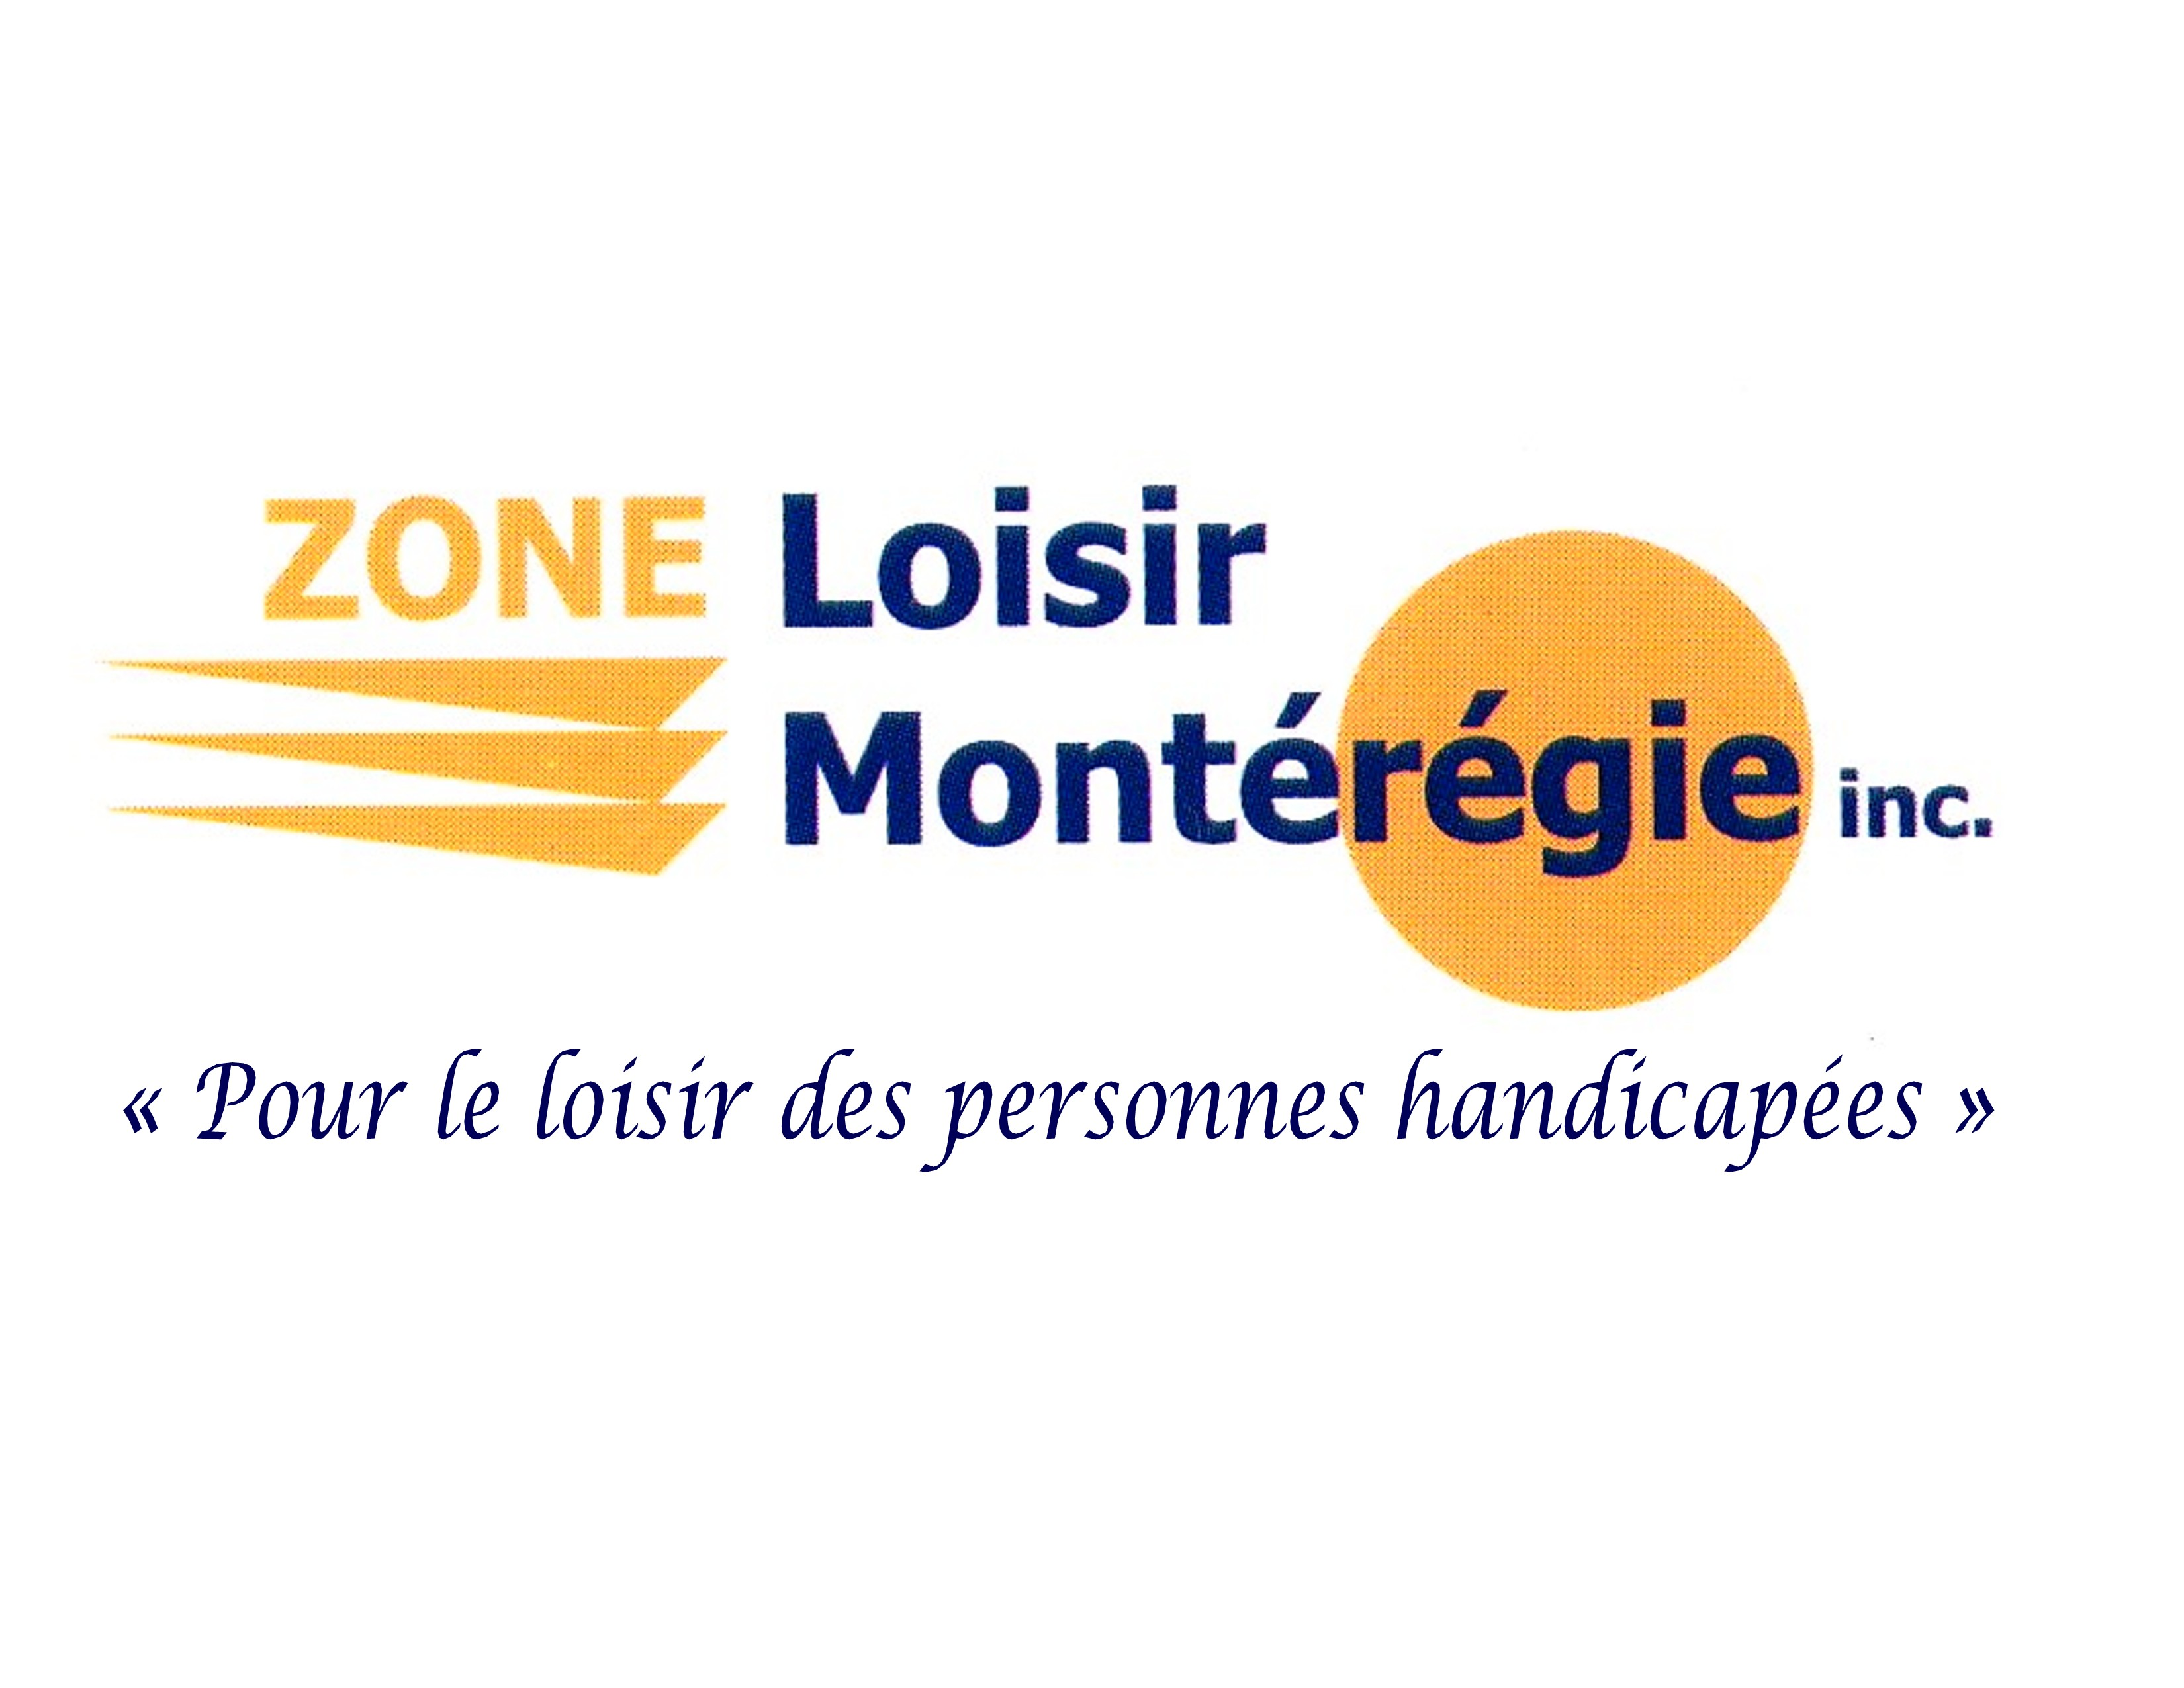 ZONE Loisir
Montérégie inc.
« Pour le loisir des personnes handicapées »